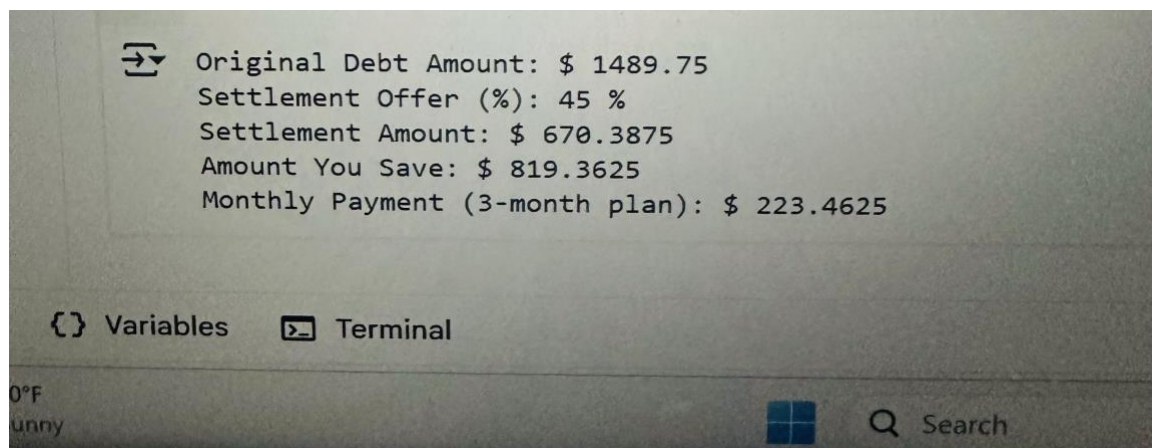 Original Debt Amount: $ 1489.75
Settlement Offer (%): 45 %
Settlement Amount: $ 670.3875
Amount You Save: $ 819.3625
Monthly Payment (3-month plan): $ 223.4625
{} Variables
Terminal
0°F
unny
Search